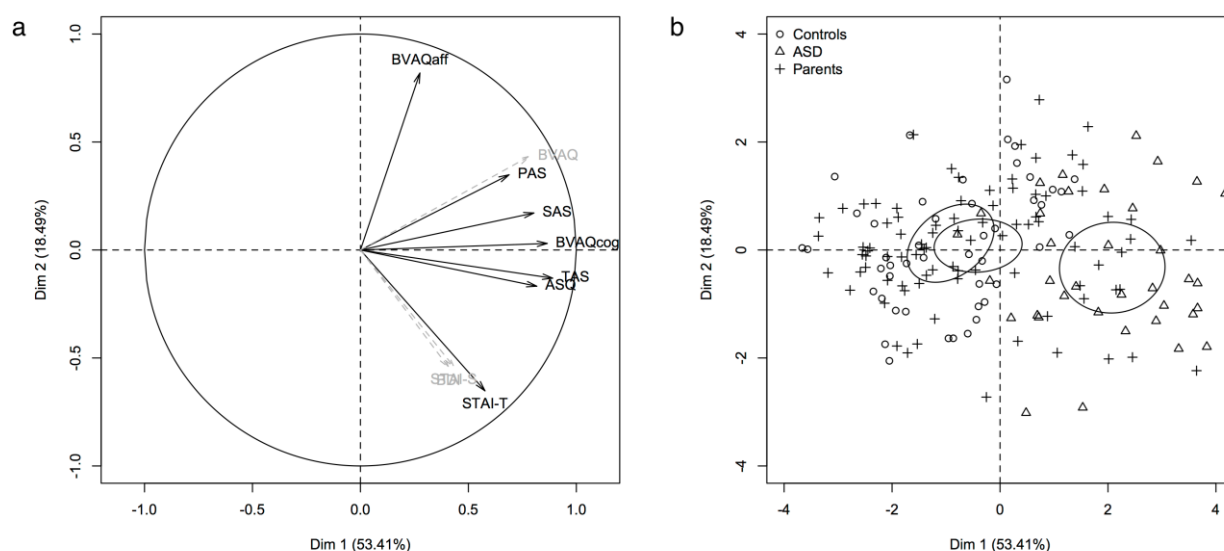 a
1.0
0.5
0.0
-0.5
-1.0
Dim 2 (18.49%)
BVAQaff
BVAQ
PAS
SAS
BVAQcog
TAS
ASQ
STAI-S
STAI-T
-1.0 -0.5 0.0 0.5 1.0
Dim 1 (53.41%)
b
4
2
0
-2
-4
Dim 2 (18.49%)
Controls
ASD
Parents
-4 -2 0 2 4
Dim 1 (53.41%)